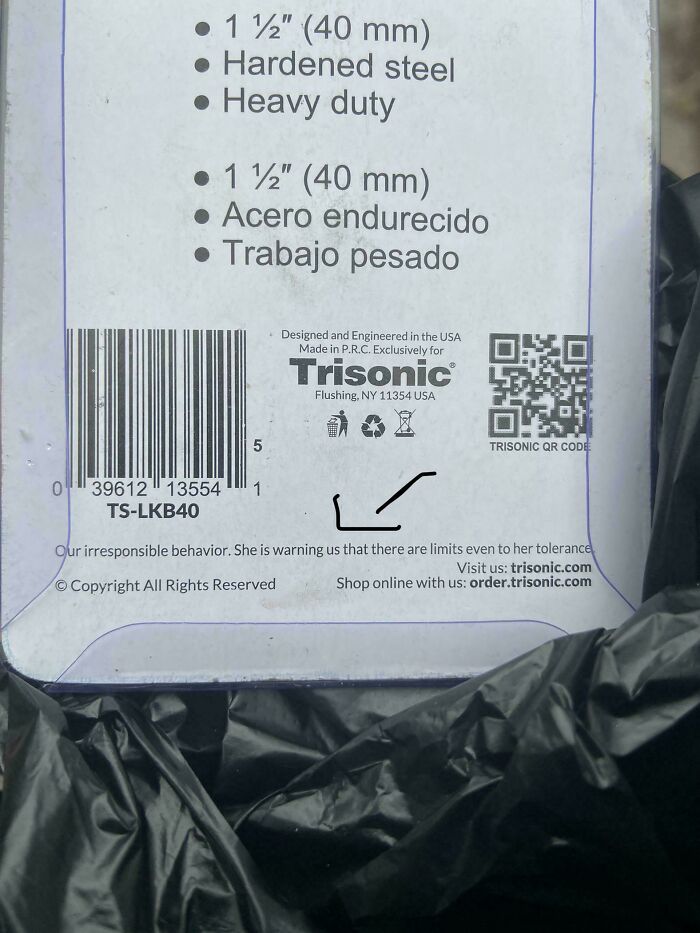 • 1 ½" (40 mm)
• Hardened steel
• Heavy duty
• 1 ½" (40 mm)
• Acero endurecido
• Trabajo pesado
Designed and Engineered in the USA
Made in P.R.C. Exclusively for
Trisonic®
Flushing, NY 11354 USA
TRISONIC QR CODE
5
0 39612 13554 1
TS-LKB40
Our irresponsible behavior. She is warning us that there are limits even to her tolerance.
Visit us: trisonic.com
© Copyright All Rights Reserved
Shop online with us: order.trisonic.com